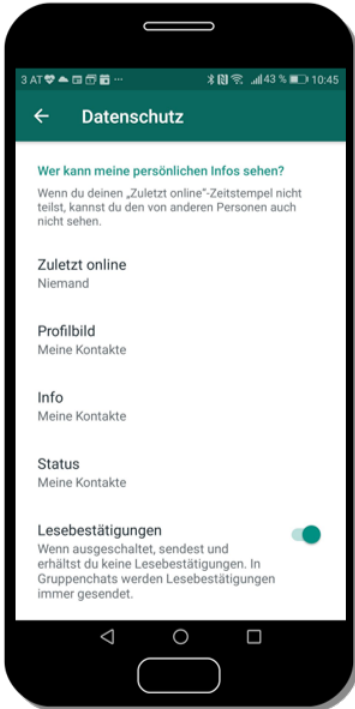 3 AT ... 43 % 10:45
Datenschutz
Wer kann meine persönlichen Infos sehen?
Wenn du deinen „Zuletzt online“-Zeitstempel nicht
teilst, kannst du den von anderen Personen auch
nicht sehen.
Zuletzt online
Niemand
Profilbild
Meine Kontakte
Info
Meine Kontakte
Status
Meine Kontakte
Lesebestätigungen
Wenn ausgeschaltet, sendest und
erhältst du keine Lesebestätigungen. In
Gruppenchats werden Lesebestätigungen
immer gesendet.